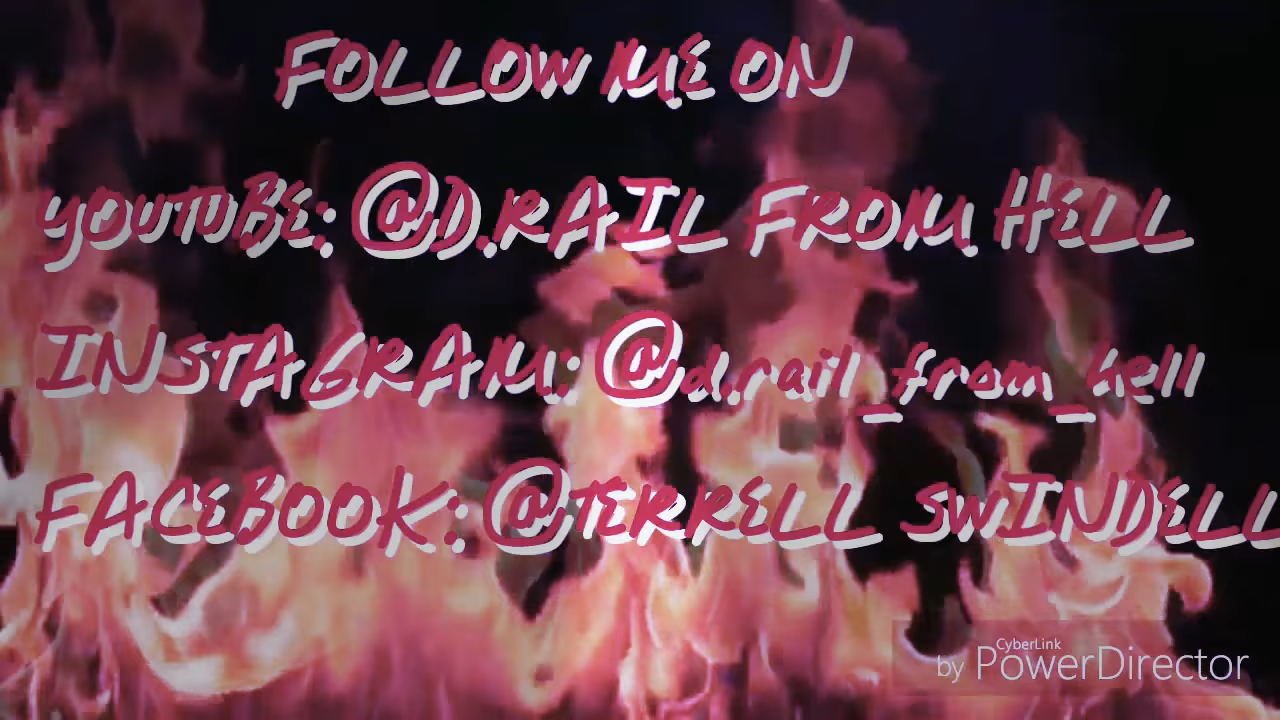 FOLLOW ME ON
YOUTUBE: @D.RAIL FROM HELL
INSTAGRAM: @d.rail_from_hell
FACEBOOK: @TERRELL SWINDELL
CyberLink
by PowerDirector